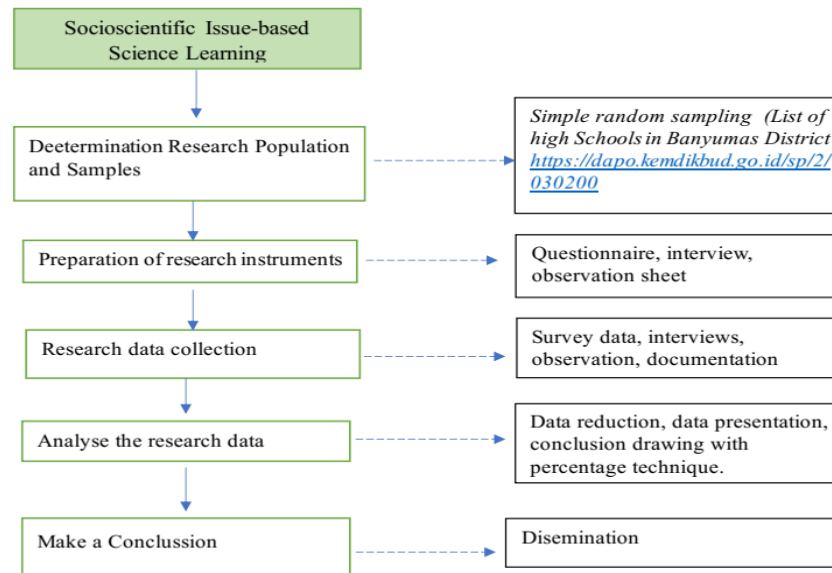 Socioscientific Issue-based
Science Learning
Deetermination Research Population
and Samples
Simple random sampling (List of
high Schools in Banyumas District
https://dapo.kemdikbud.go.id/sp/2/
030200
Preparation of research instruments
Questionnaire, interview,
observation sheet
Research data collection
Survey data, interviews,
observation, documentation
Analyse the research data
Data reduction, data presentation,
conclusion drawing with
percentage technique.
Make a Conclussion
Disemination